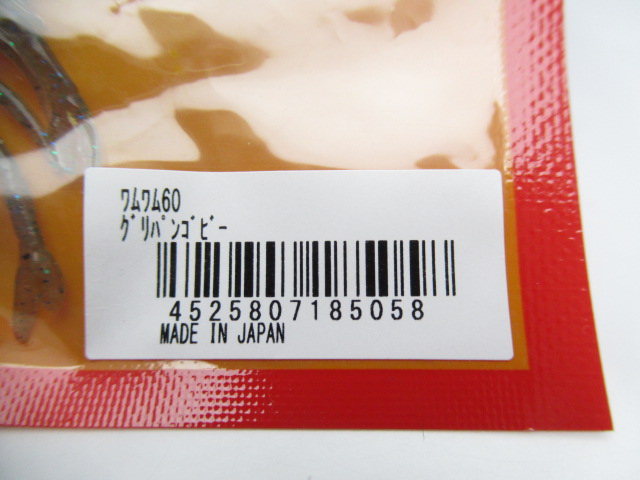 ﾜﾑﾜﾑ60
ｸﾞﾘﾊﾟﾝｺﾞﾋﾞｰ
4525807185058
MADE IN JAPAN